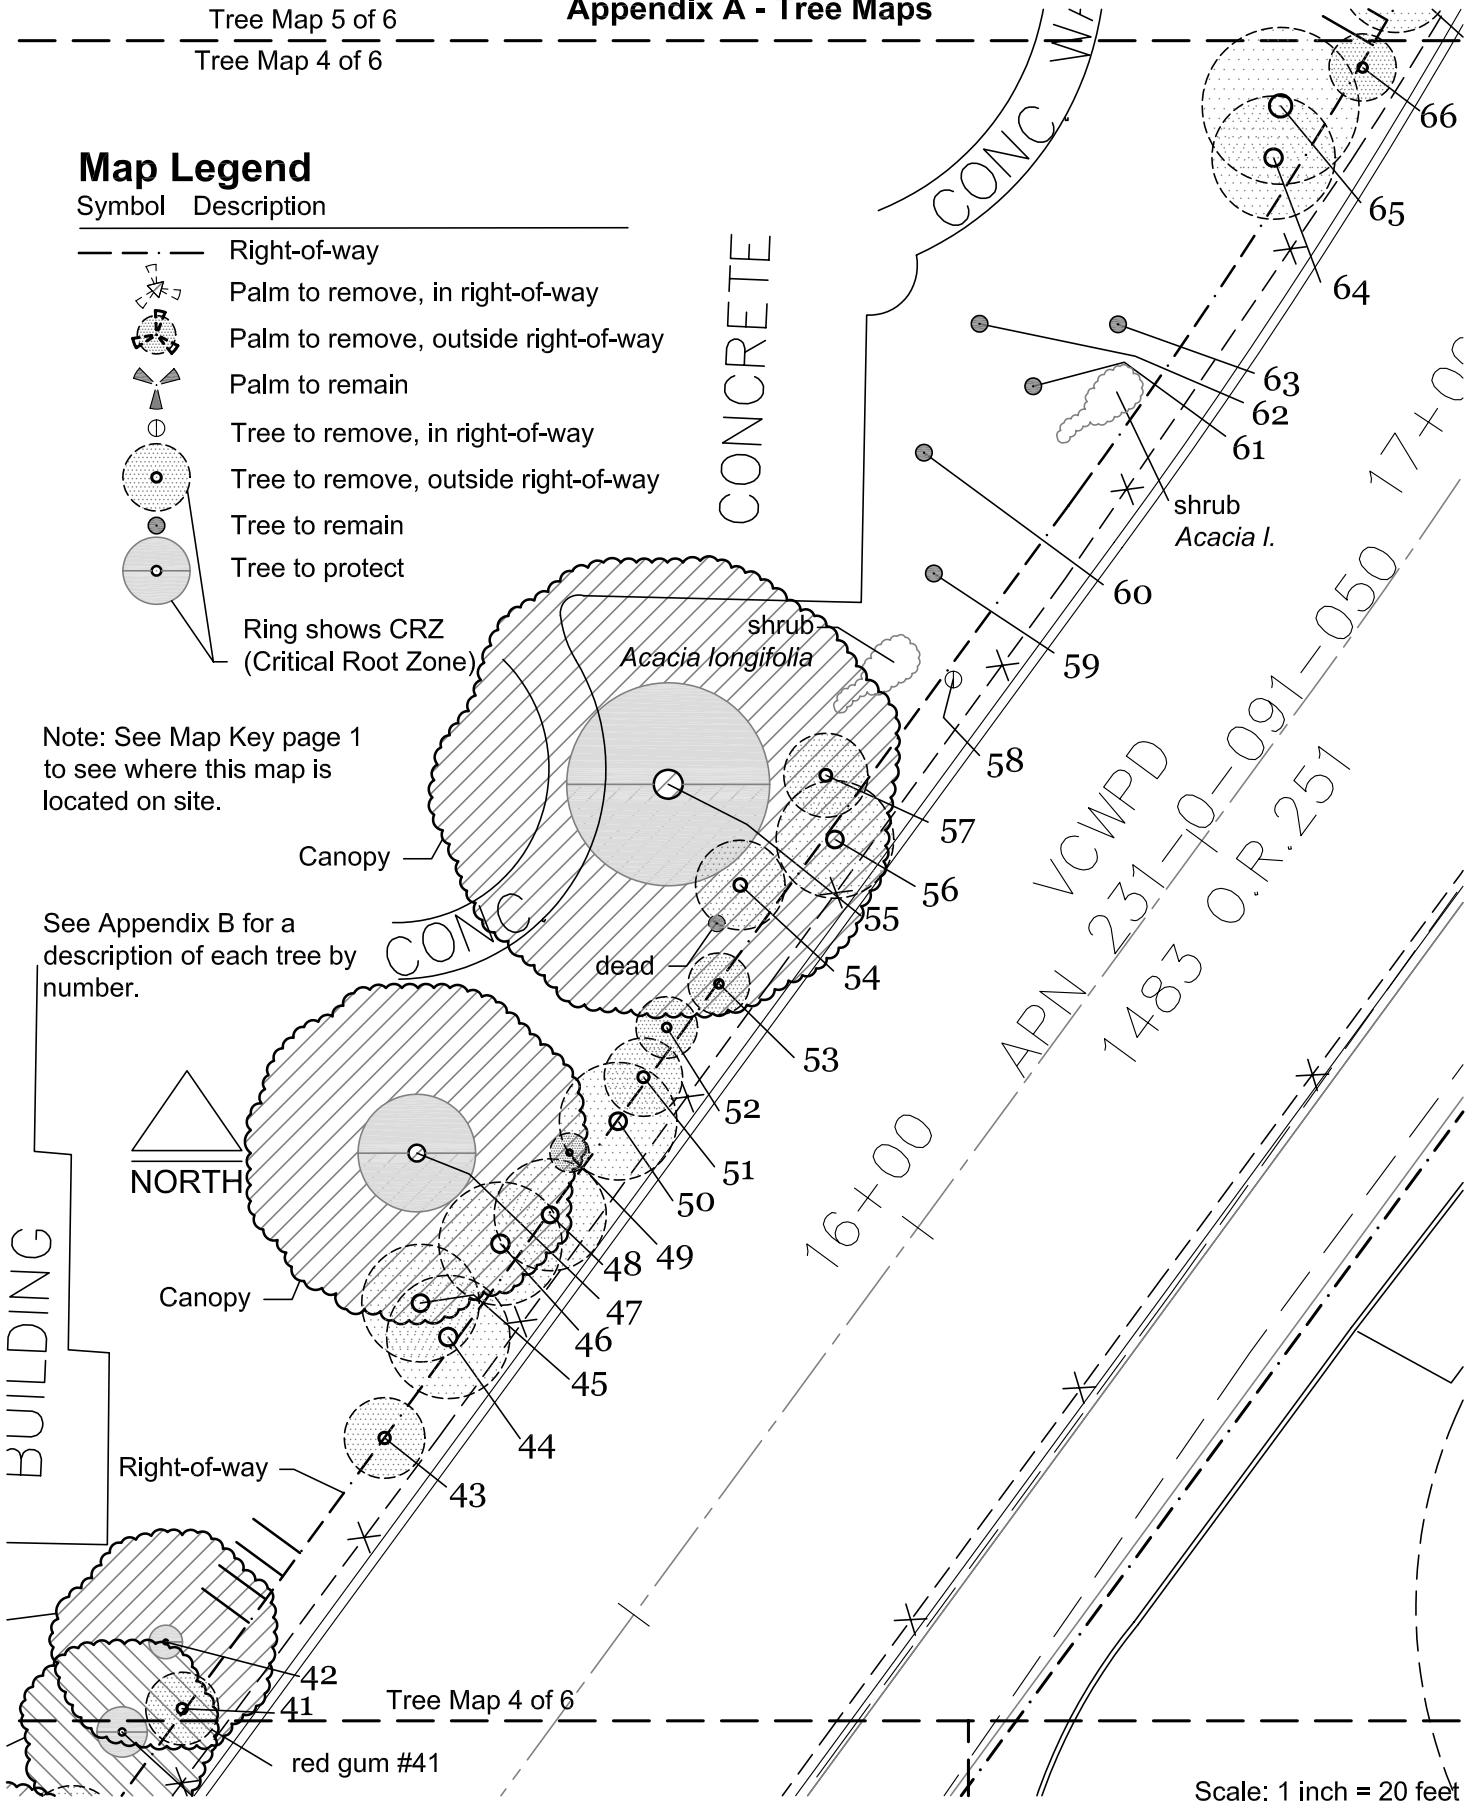 Tree Map 5 of 6
Appendix A - Tree Maps
Tree Map 4 of 6
Map Legend
Symbol Description
Right-of-way
Palm to remove, in right-of-way
Palm to remove, outside right-of-way
Palm to remain
Tree to remove, in right-of-way
Tree to remove, outside right-of-way
Tree to remain
Tree to protect
Ring shows CRZ
(Critical Root Zone)
Note: See Map Key page 1
to see where this map is
located on site.
See Appendix B for a
description of each tree by
number.
CONC.
CONCRETE
66
65
64
63
62
61
shrub
Acacia l.
60
59
58
57
56
55
54
53
52
51
50
49
48
47
46
45
44
43
42
41
shrub
Acacia longifolia
Canopy
CONC.
dead
NORTH
Canopy
BUILDING
Right-of-way
16+00
VCWPD
APN 231-0-091-050
1483 O.R.251
Tree Map 4 of 6
red gum #41
Scale: 1 inch = 20 feet